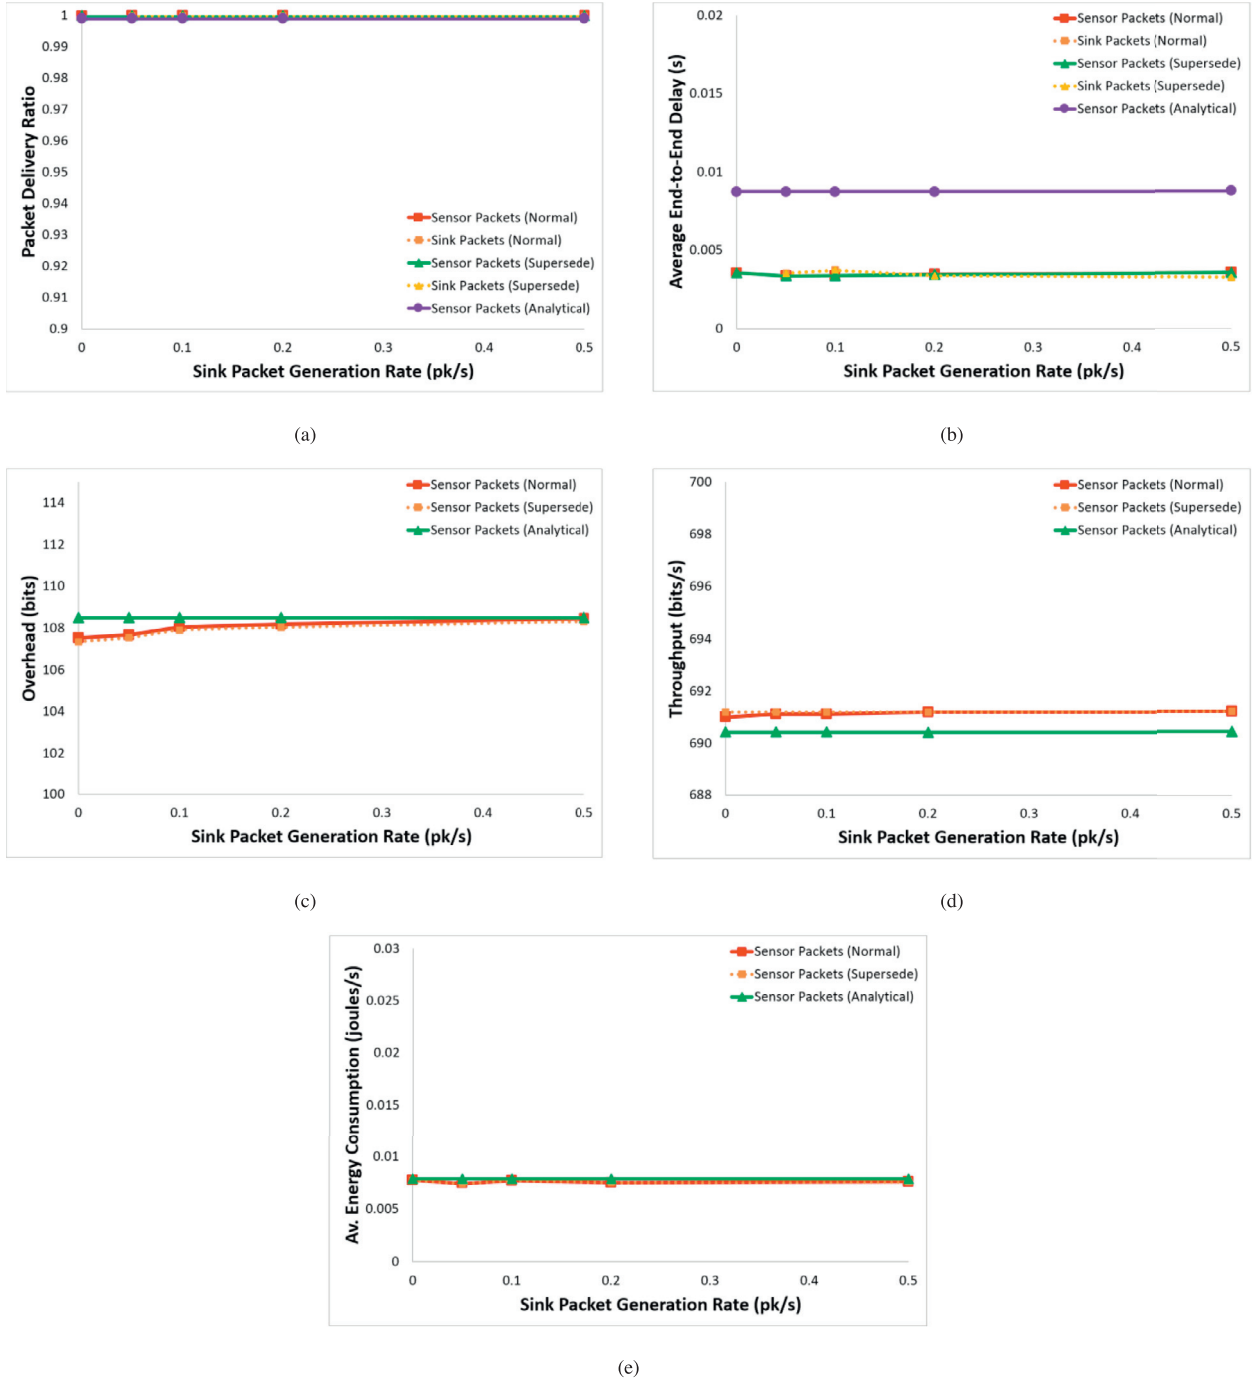 1
0.99
0.98
0.97
0.96
0.95
0.94
0.93
0.92
0.91
0.9
Packet Delivery Ratio
Sensor Packets (Normal)
Sink Packets (Normal)
Sensor Packets (Supersede)
Sink Packets (Supersede)
Sensor Packets (Analytical)
0 0.1 0.2 0.3 0.4 0.5
Sink Packet Generation Rate (pk/s)
(a)
0.02
0.015
0.01
0.005
0
Average End-to-End Delay (s)
Sensor Packets (Normal)
Sink Packets (Normal)
Sensor Packets (Supersede)
Sink Packets (Supersede)
Sensor Packets (Analytical)
0 0.1 0.2 0.3 0.4 0.5
Sink Packet Generation Rate (pk/s)
(b)
114
112
110
108
106
104
102
100
Overhead (bits)
Sensor Packets (Normal)
Sensor Packets (Supersede)
Sensor Packets (Analytical)
0 0.1 0.2 0.3 0.4 0.5
Sink Packet Generation Rate (pk/s)
(c)
700
698
696
694
692
690
688
Throughput (bits/s)
Sensor Packets (Normal)
Sensor Packets (Supersede)
Sensor Packets (Analytical)
0 0.1 0.2 0.3 0.4 0.5
Sink Packet Generation Rate (pk/s)
(d)
0.03
0.025
0.02
0.015
0.01
0.005
0
Av. Energy Consumption (joules/s)
Sensor Packets (Normal)
Sensor Packets (Supersede)
Sensor Packets (Analytical)
0 0.1 0.2 0.3 0.4 0.5
Sink Packet Generation Rate (pk/s)
(e)